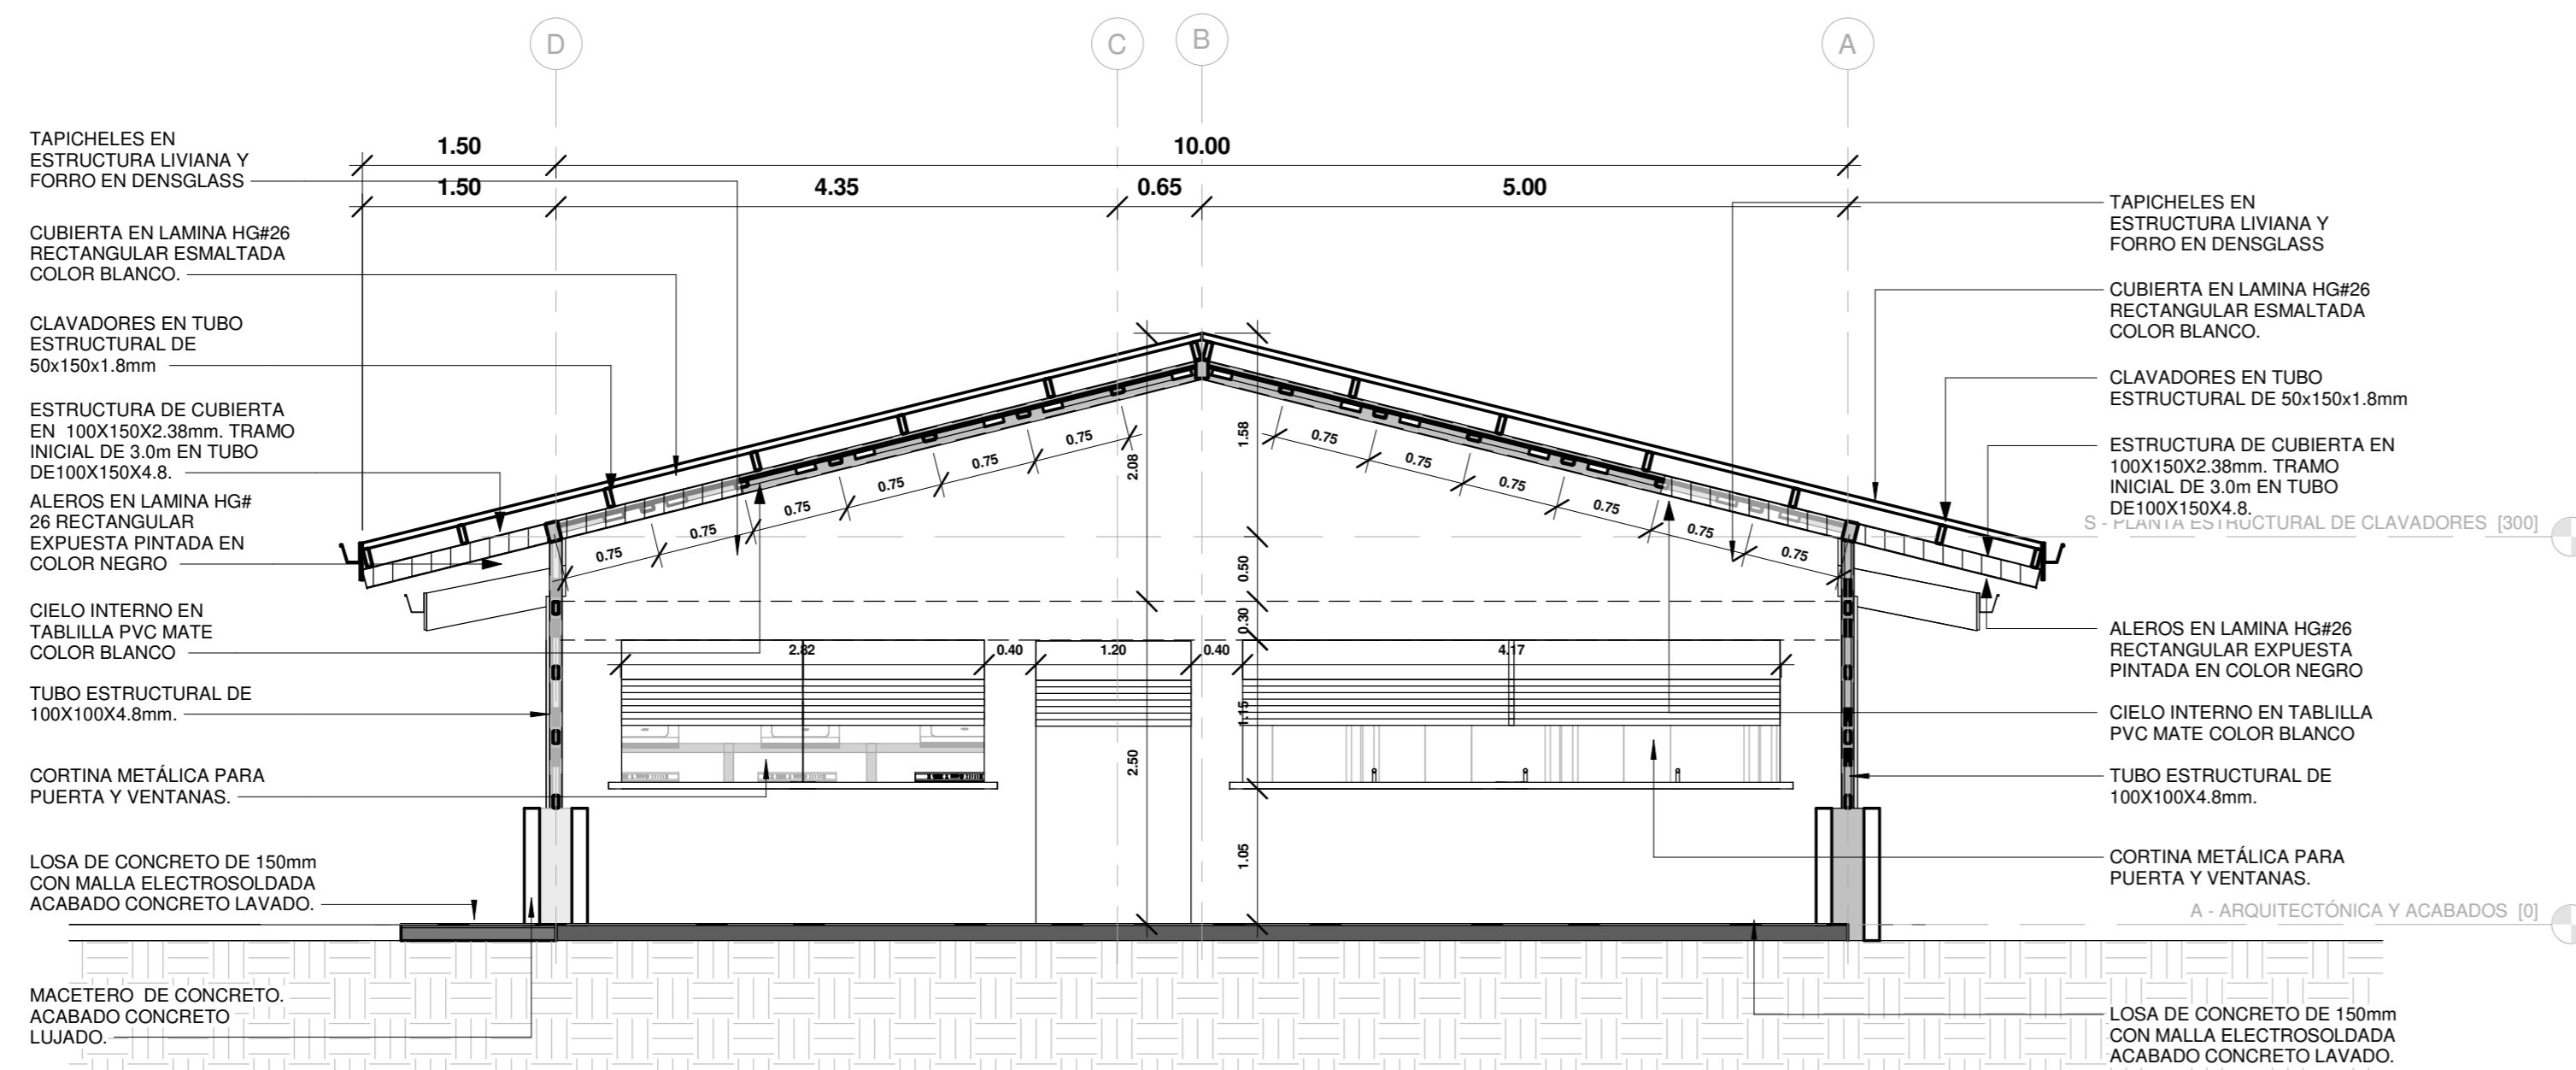 D
C
B
A
1.50
10.00
1.50
4.35
0.65
5.00
TAPICHELES EN
ESTRUCTURA LIVIANA Y
FORRO EN DENSGLASS
CUBIERTA EN LAMINA HG#26
RECTANGULAR ESMALTADA
COLOR BLANCO.
CLAVADORES EN TUBO
ESTRUCTURAL DE
50x150x1.8mm
ESTRUCTURA DE CUBIERTA
EN 100X150X2.38mm. TRAMO
INICIAL DE 3.0m EN TUBO
DE100X150X4.8.
ALEROS EN LAMINA HG#
26 RECTANGULAR
EXPUESTA PINTADA EN
COLOR NEGRO
CIELO INTERNO EN
TABLILLA PVC MATE
COLOR BLANCO
TUBO ESTRUCTURAL DE
100X100X4.8mm.
CORTINA METÁLICA PARA
PUERTA Y VENTANAS.
LOSA DE CONCRETO DE 150mm
CON MALLA ELECTROSOLDADA
ACABADO CONCRETO LAVADO.
MACETERO DE CONCRETO.
ACABADO CONCRETO
LUJADO.
0.75
0.75
0.75
0.75
0.75
0.75
2.08
1.58
0.75
0.75
0.75
0.75
0.75
0.75
0.50
0.30
2.82
0.40
1.20
0.40
4.17
1.15
2.50
1.05
TAPICHELES EN
ESTRUCTURA LIVIANA Y
FORRO EN DENSGLASS
CUBIERTA EN LAMINA HG#26
RECTANGULAR ESMALTADA
COLOR BLANCO.
CLAVADORES EN TUBO
ESTRUCTURAL DE 50x150x1.8mm
ESTRUCTURA DE CUBIERTA EN
100X150X2.38mm. TRAMO
INICIAL DE 3.0m EN TUBO
DE100X150X4.8.
S - PLANTA ESTRUCTURAL DE CLAVADORES [300]
ALEROS EN LAMINA HG#26
RECTANGULAR EXPUESTA
PINTADA EN COLOR NEGRO
CIELO INTERNO EN TABLILLA
PVC MATE COLOR BLANCO
TUBO ESTRUCTURAL DE
100X100X4.8mm.
CORTINA METÁLICA PARA
PUERTA Y VENTANAS.
A - ARQUITECTÓNICA Y ACABADOS [0]
LOSA DE CONCRETO DE 150mm
CON MALLA ELECTROSOLDADA
ACABADO CONCRETO LAVADO.